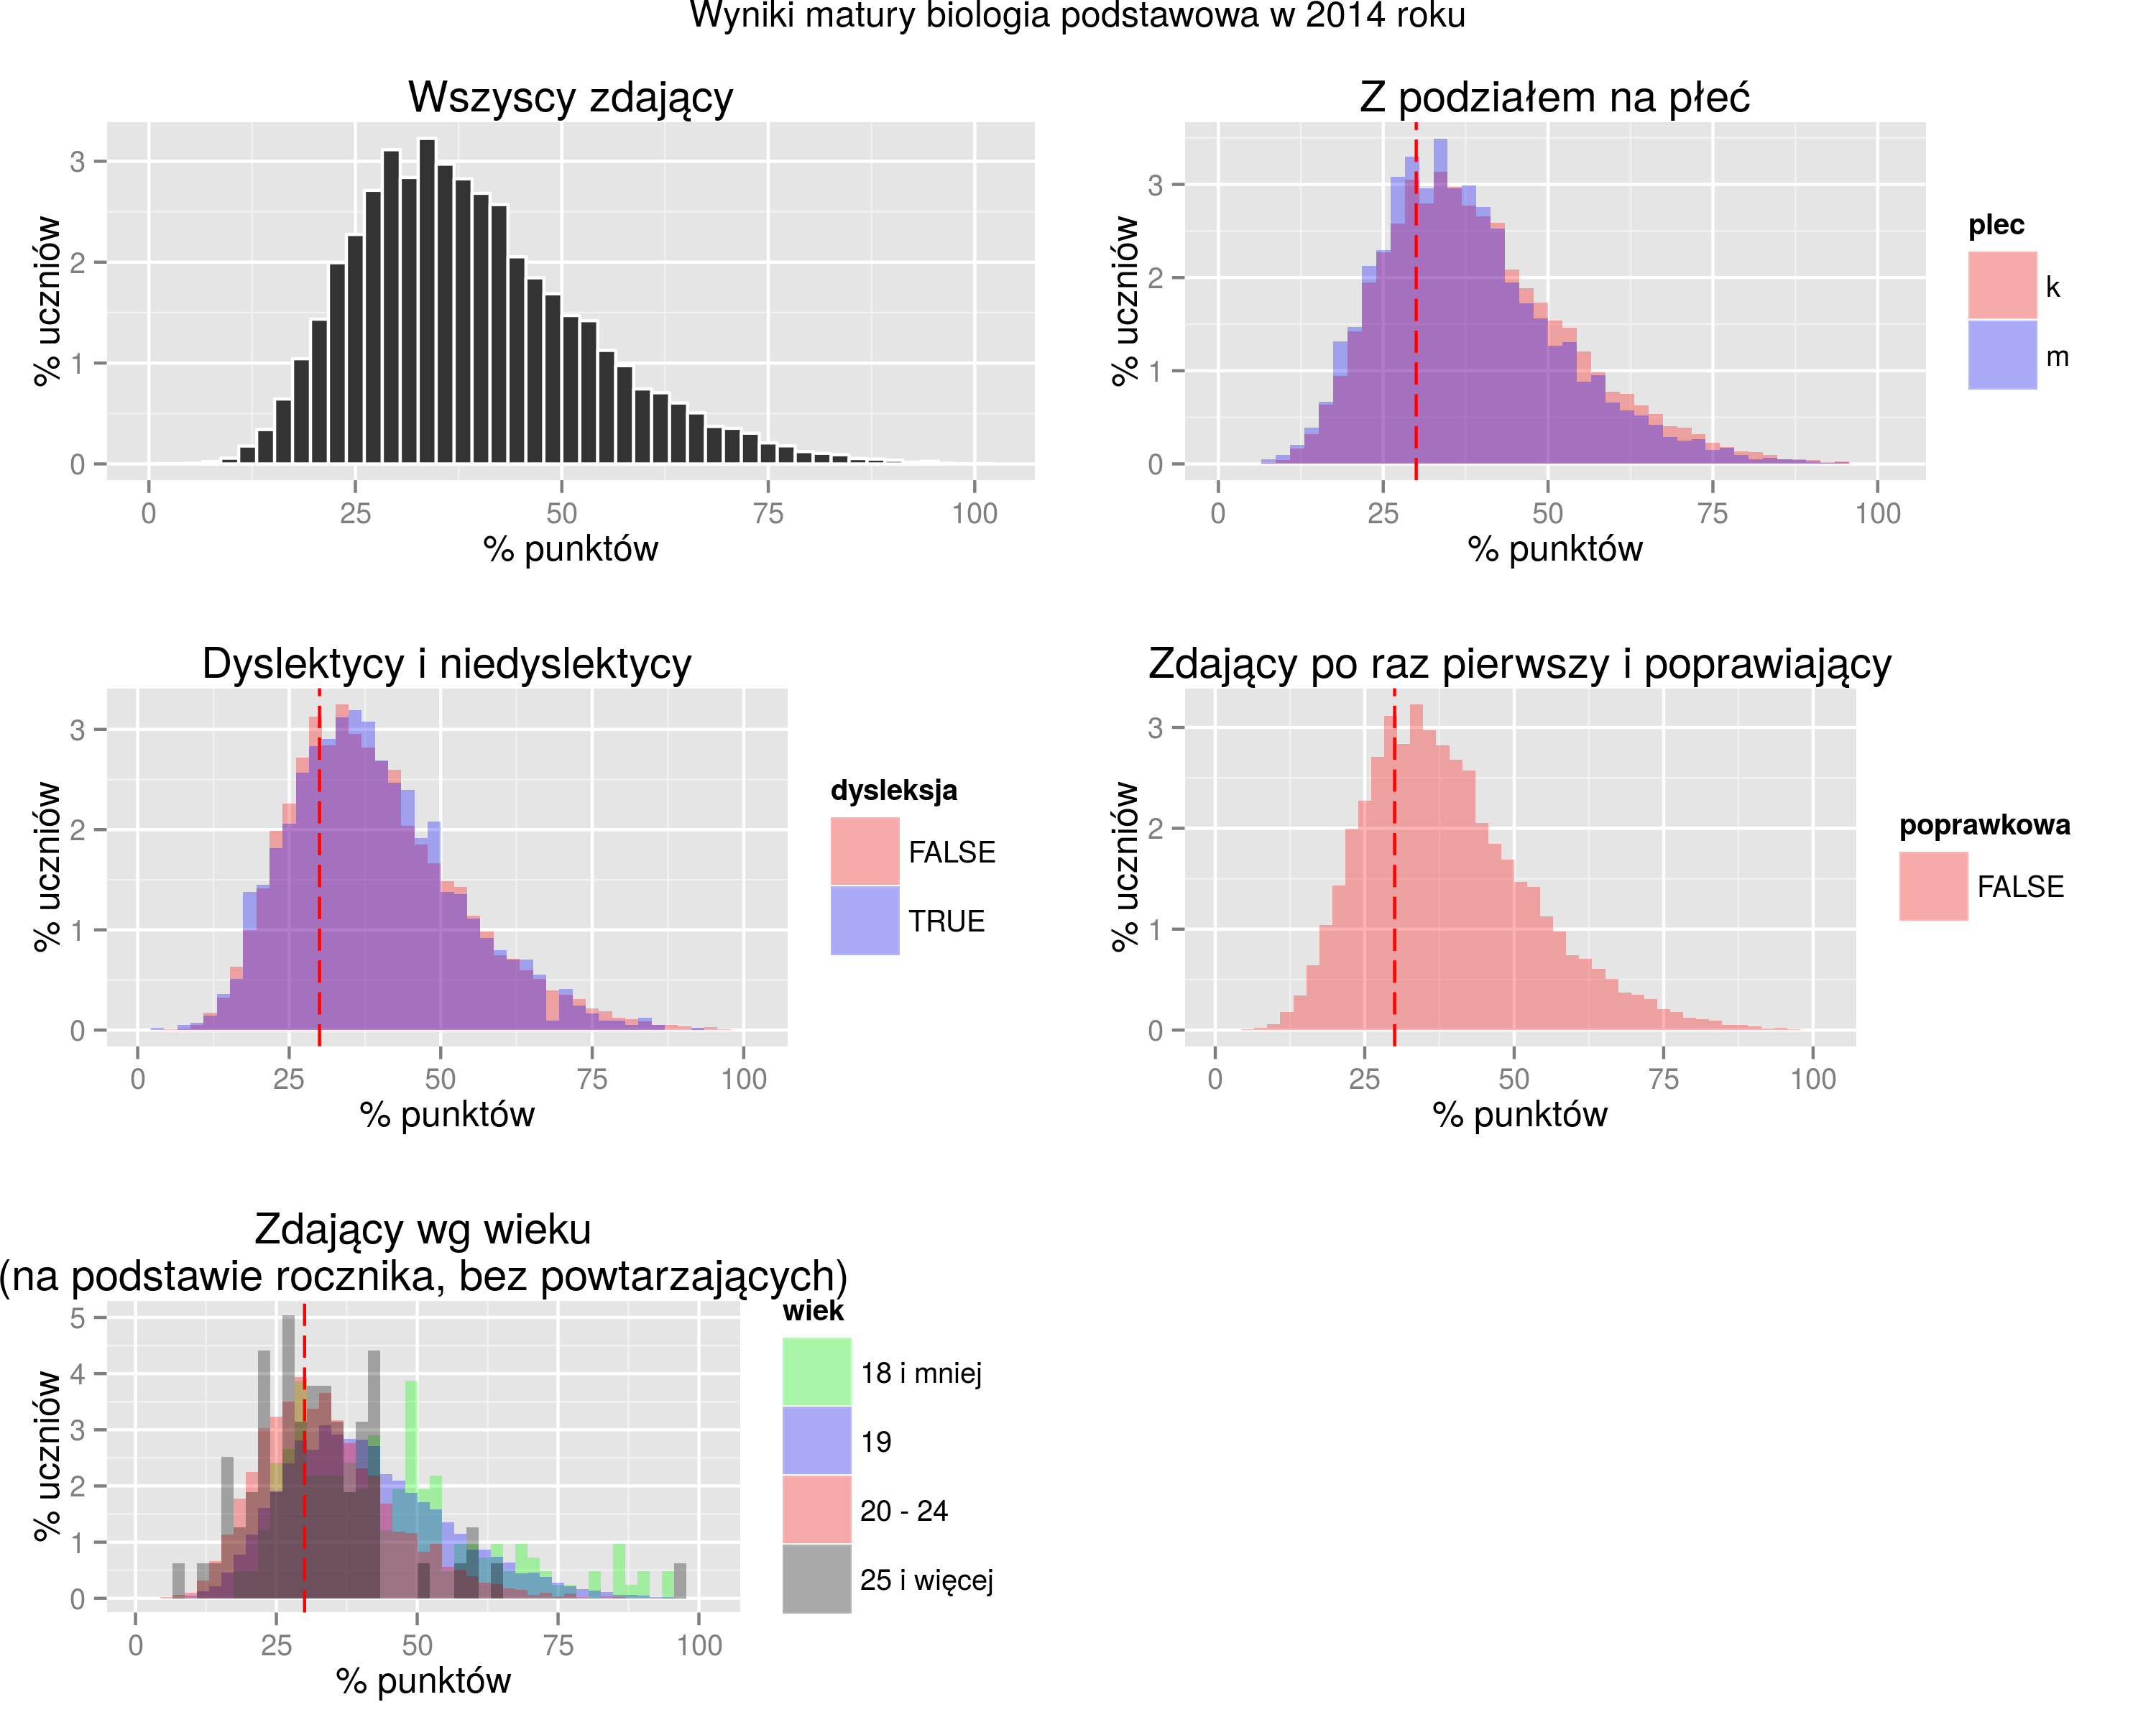 Wyniki matury biologia podstawowa w 2014 roku
Wszyscy zdający
% uczniów
3
2
1
0
0 25 50 75 100
% punktów
Z podziałem na płeć
% uczniów
3
2
1
0
0 25 50 75 100
% punktów
plec
k
m
Dyslektycy i niedyslektycy
% uczniów
3
2
1
0
0 25 50 75 100
% punktów
dysleksja
FALSE
TRUE
Zdający po raz pierwszy i poprawiający
% uczniów
3
2
1
0
0 25 50 75 100
% punktów
poprawkowa
FALSE
Zdający wg wieku
(na podstawie rocznika, bez powtarzających)
% uczniów
5
4
3
2
1
0
0 25 50 75 100
% punktów
wiek
18 i mniej
19
20 - 24
25 i więcej